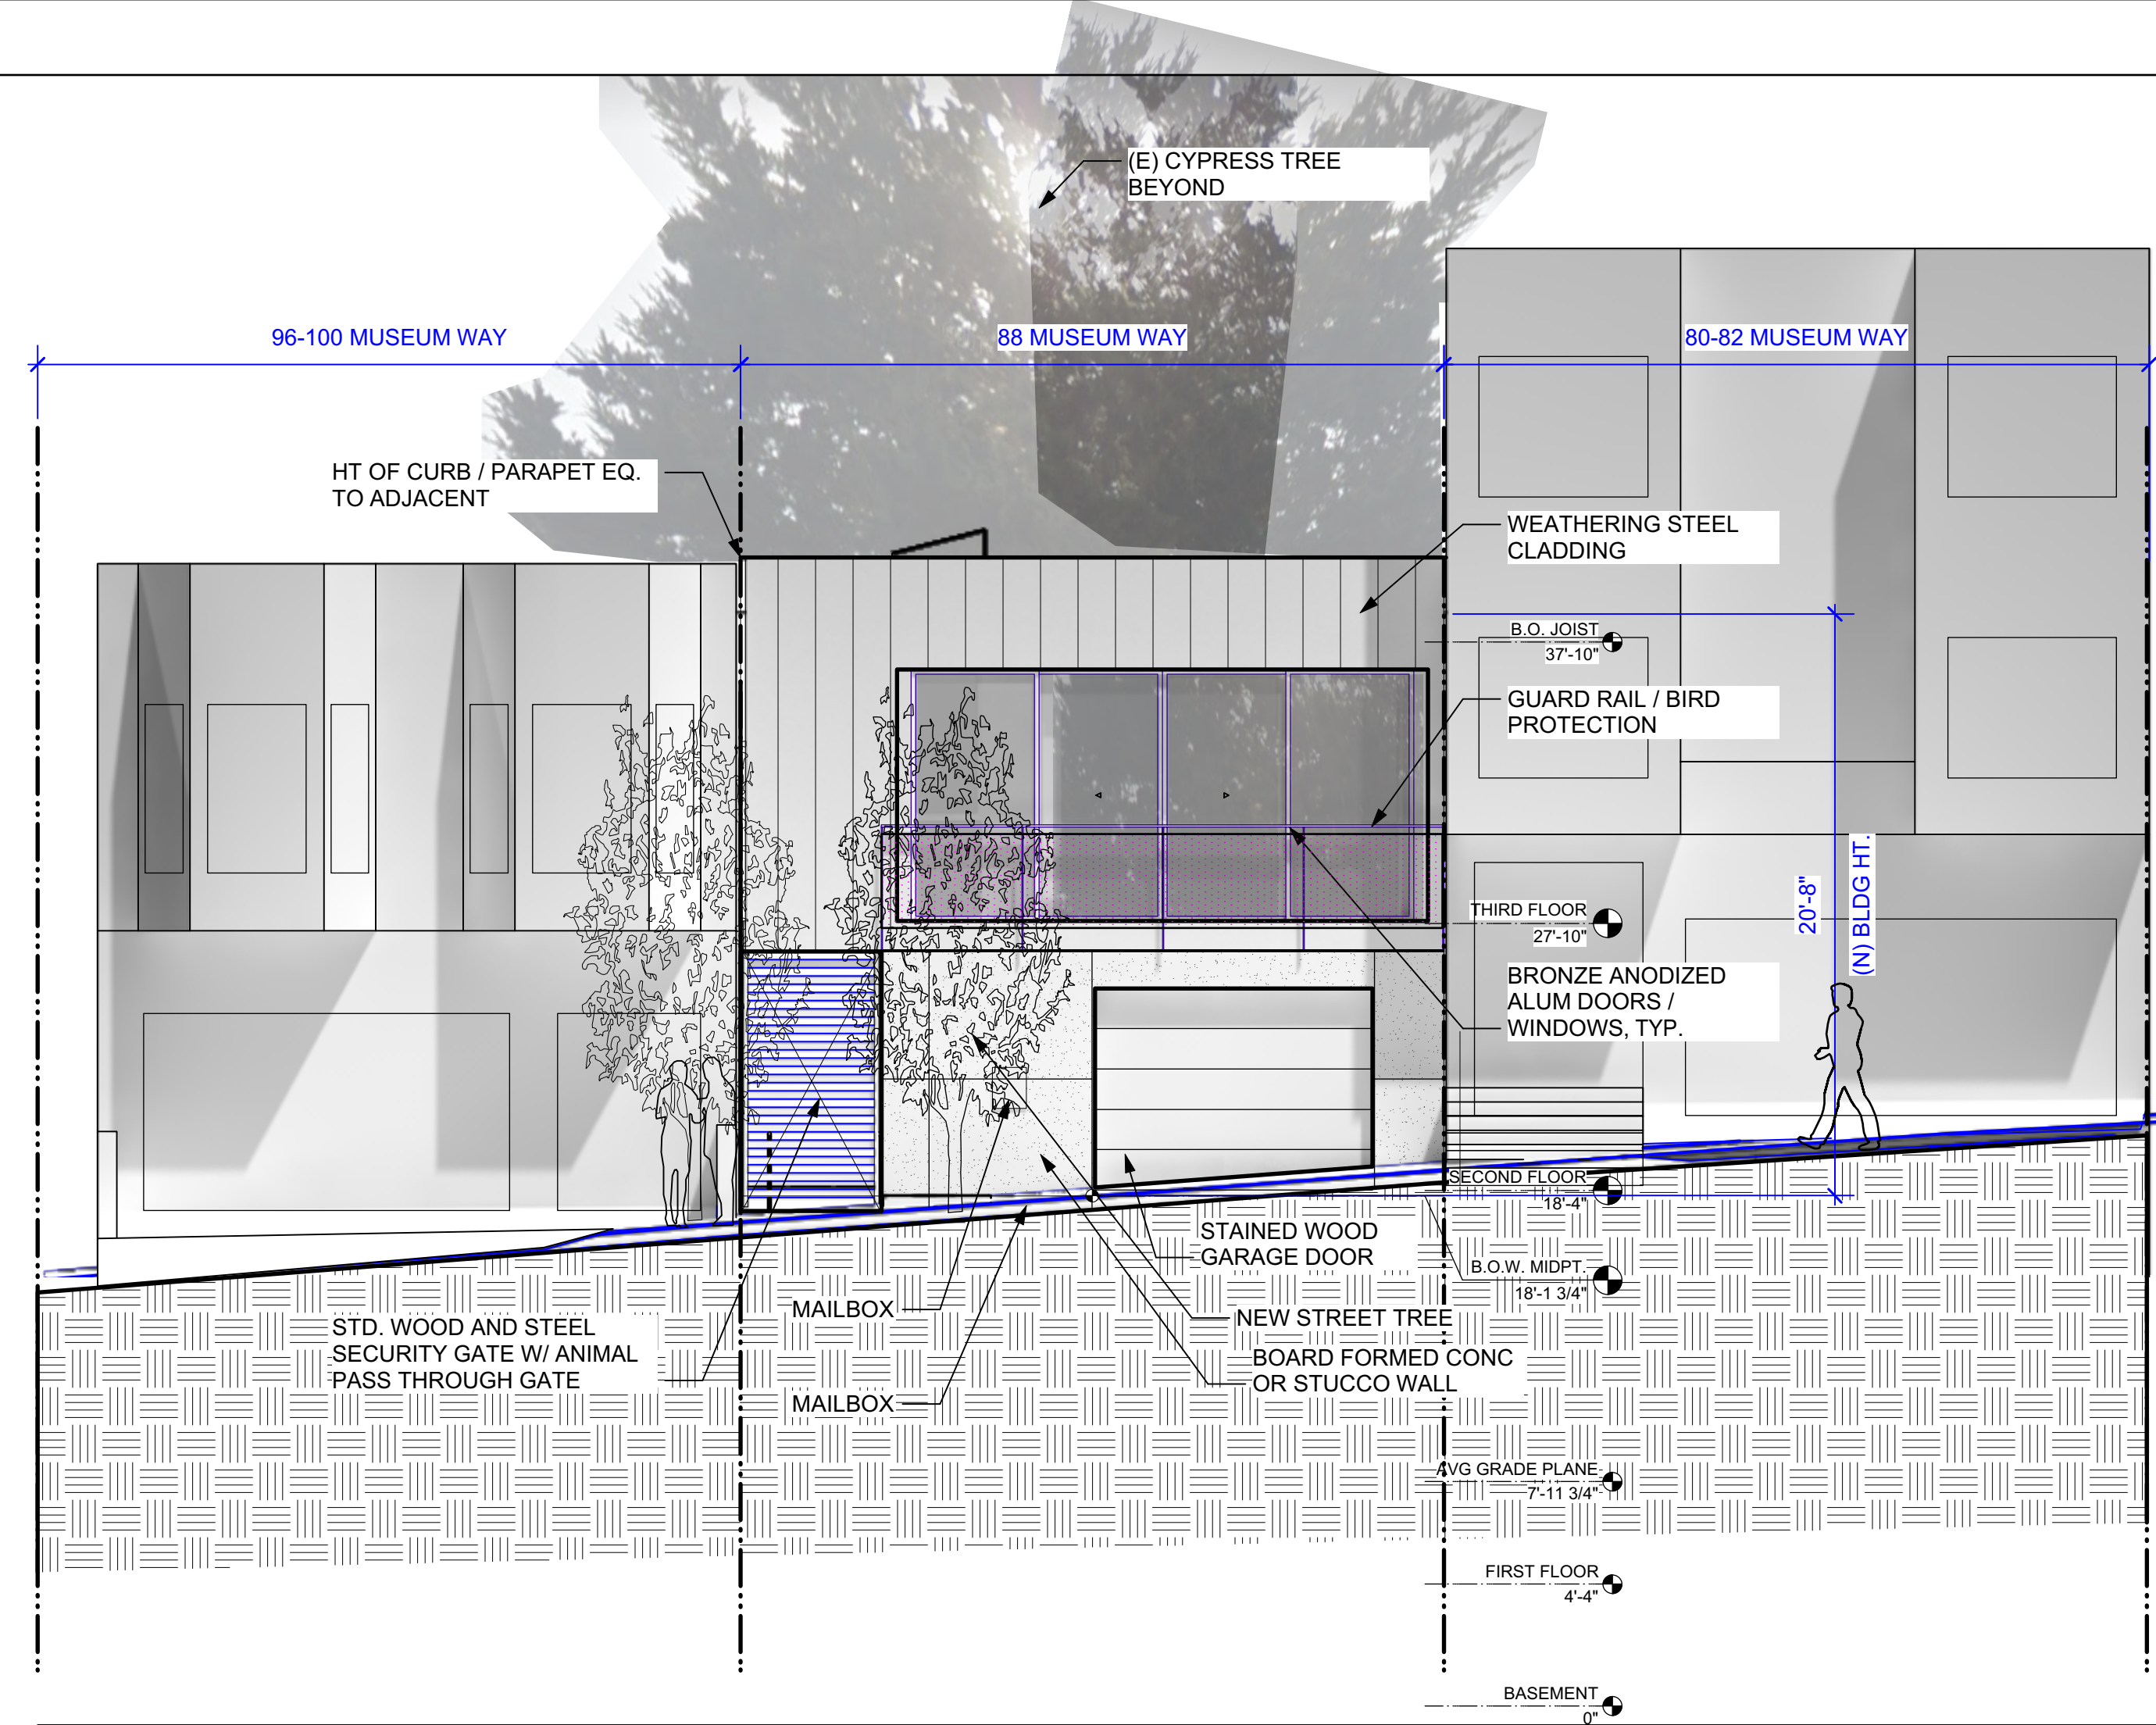 (E) CYPRESS TREE
BEYOND
96-100 MUSEUM WAY
88 MUSEUM WAY
80-82 MUSEUM WAY
HT OF CURB / PARAPET EQ.
TO ADJACENT
WEATHERING STEEL
CLADDING
B.O. JOIST
37'-10"
GUARD RAIL / BIRD
PROTECTION
THIRD FLOOR
27'-10"
20'-8"
(N) BLDG HT.
BRONZE ANODIZED
ALUM DOORS /
WINDOWS, TYP.
SECOND FLOOR
18'-4"
STAINED WOOD
GARAGE DOOR
B.O.W. MIDPT.
18'-1 3/4"
MAILBOX
NEW STREET TREE
STD. WOOD AND STEEL
SECURITY GATE W/ ANIMAL
PASS THROUGH GATE
BOARD FORMED CONC
OR STUCCO WALL
MAILBOX
AVG GRADE PLANE
7'-11 3/4"
FIRST FLOOR
4'-4"
BASEMENT
0"